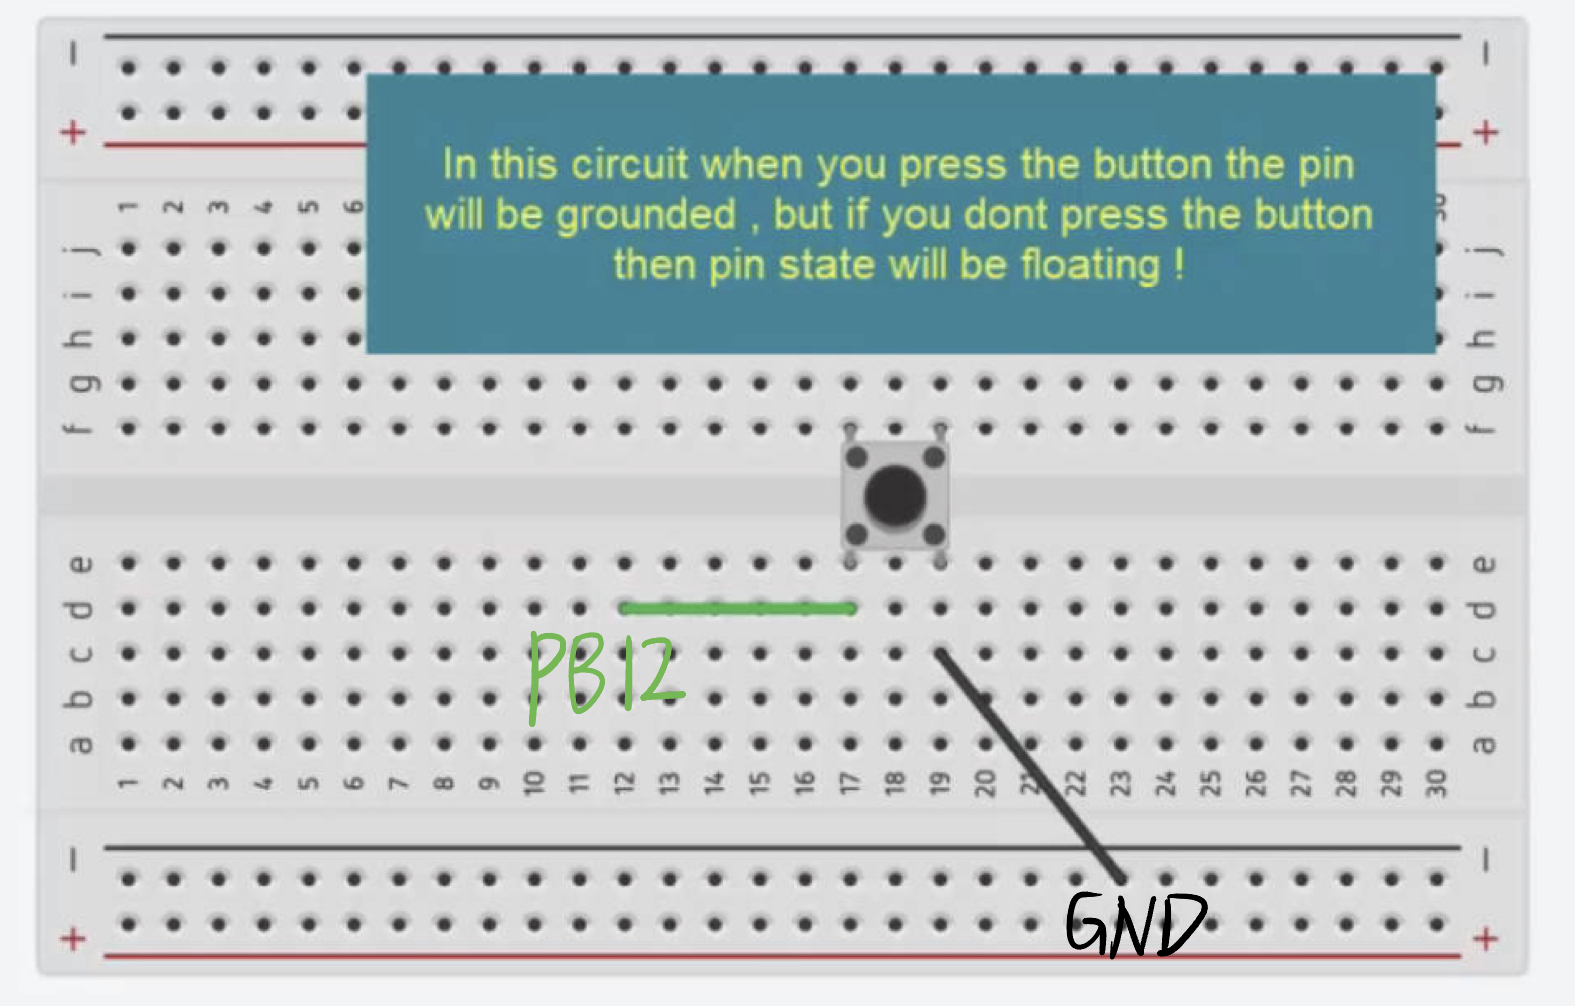 − −
+ +
1 2 3 4 5 6 30
j j
i i
h h
g g
f f
In this circuit when you press the button the pin
will be grounded , but if you dont press the button
then pin state will be floating !
e e
d d
c c
b b
a a
PB12
1 2 3 4 5 6 7 8 9 10 11 12 13 14 15 16 17 18 19 20 21 22 23 24 25 26 27 28 29 30
− −
GND
+ +